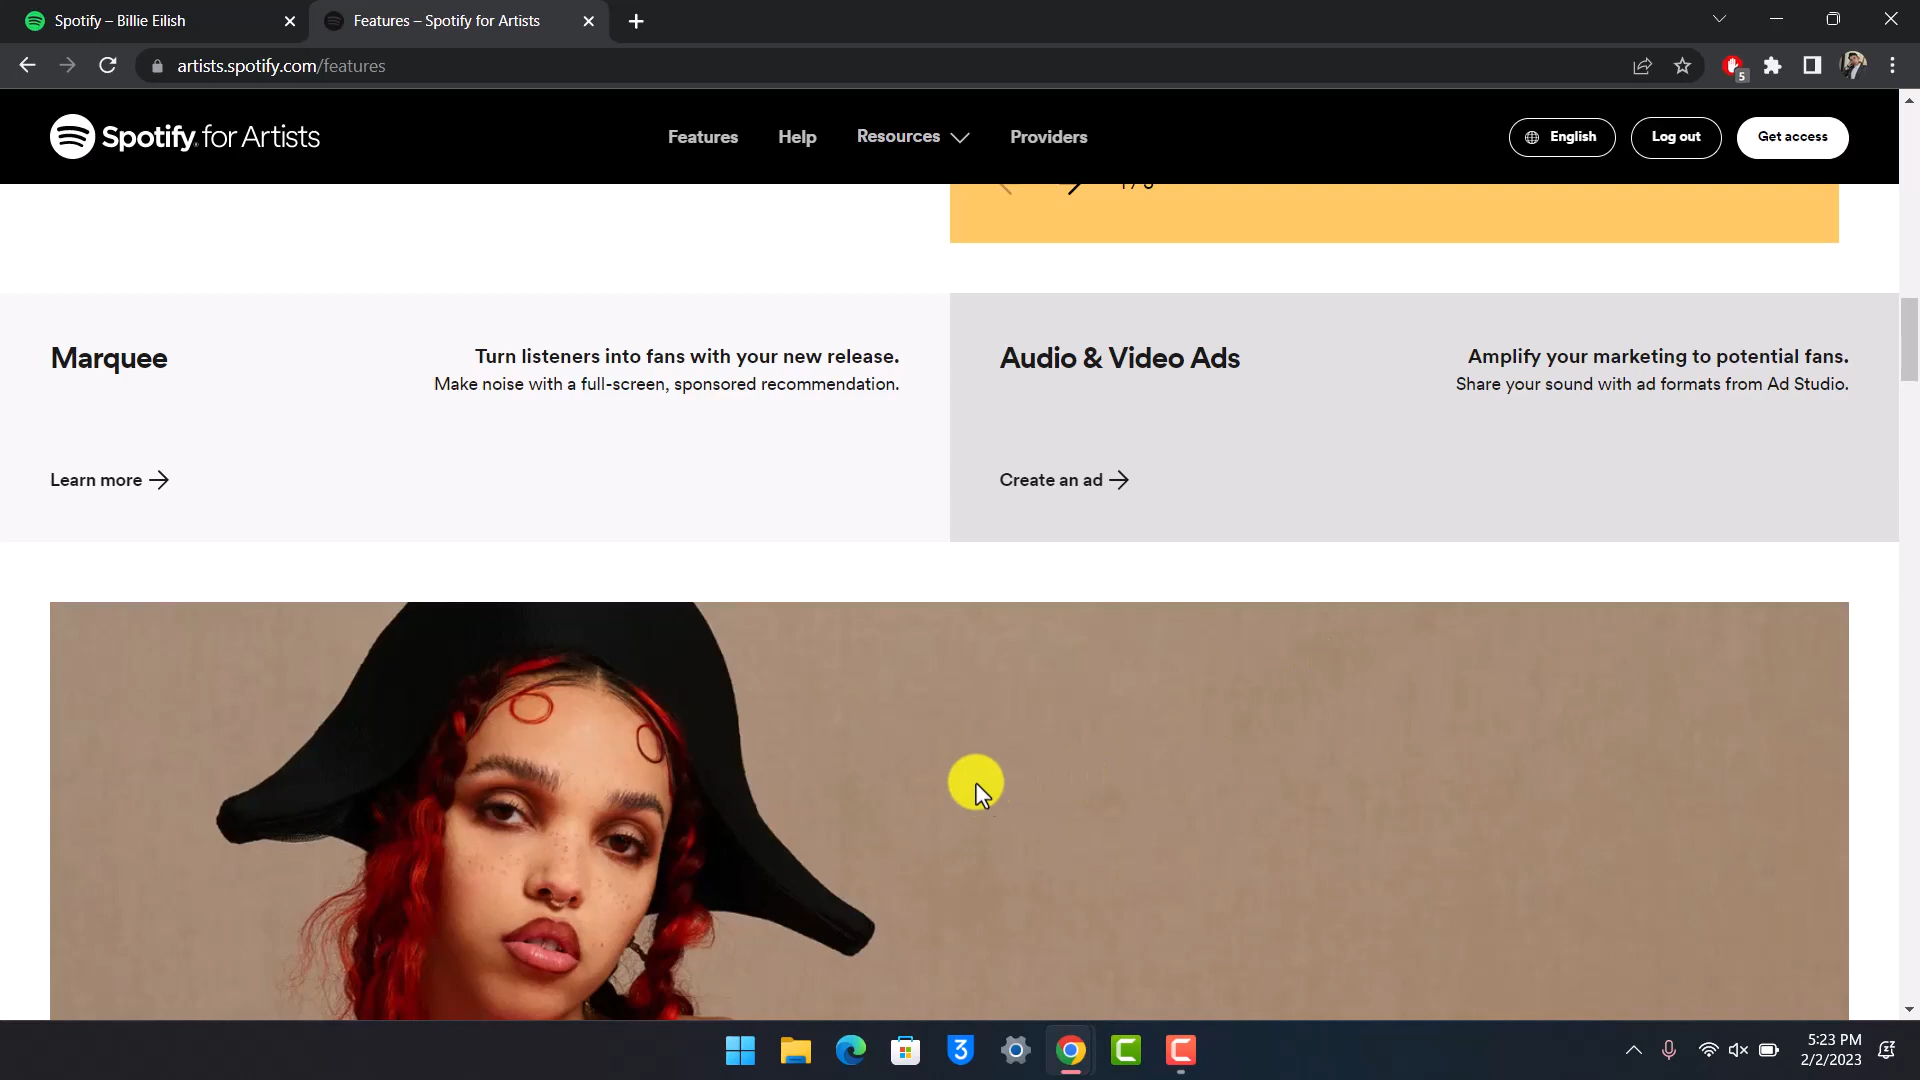 Spotify – Billie Eilish
Features – Spotify for Artists
artists.spotify.com/features
5
Spotify for Artists
Features
Help
Resources
Providers
English
Log out
Get access
Marquee
Turn listeners into fans with your new release.
Make noise with a full-screen, sponsored recommendation.
Learn more
Audio & Video Ads
Amplify your marketing to potential fans.
Share your sound with ad formats from Ad Studio.
Create an ad
3
5:23 PM
2/2/2023